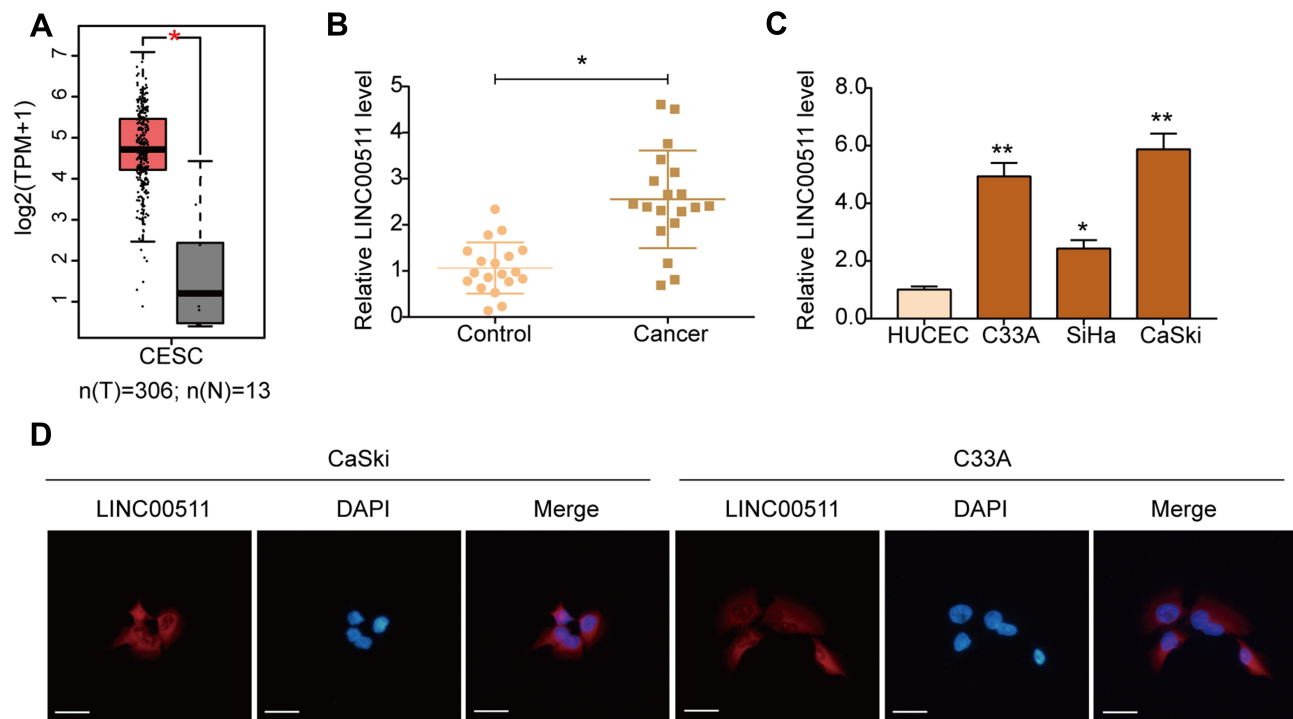 A
B
C
log2(TPM+1)
7
6
5
4
3
2
1
*
CESC
n(T)=306; n(N)=13
Relative LINC00511 level
5
4
3
2
1
0
*
Control
Cancer
Relative LINC00511 level
8.0
6.0
4.0
2.0
0.0
**
*
**
HUCEC
C33A
SiHa
CaSki
D
CaSki
C33A
LINC00511
DAPI
Merge
LINC00511
DAPI
Merge